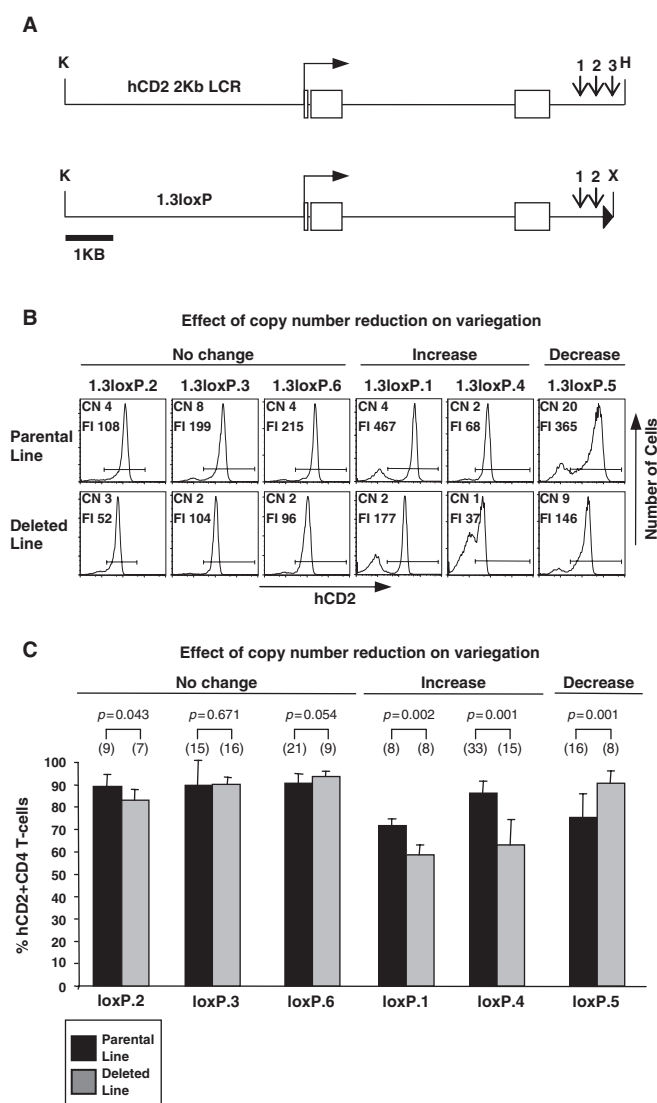 A
K
hCD2 2Kb LCR
1 2 3 H
K
1.3loxP
1 2 X
1KB
B
Effect of copy number reduction on variegation
No change Increase Decrease
1.3loxP.2 1.3loxP.3 1.3loxP.6 1.3loxP.1 1.3loxP.4 1.3loxP.5
Parental Line
CN 4 CN 8 CN 4 CN 4 CN 2 CN 20
FI 108 FI 199 FI 215 FI 467 FI 68 FI 365
Deleted Line
CN 3 CN 2 CN 2 CN 2 CN 1 CN 9
FI 52 FI 104 FI 96 FI 177 FI 37 FI 146
Number of Cells
hCD2
C
Effect of copy number reduction on variegation
No change Increase Decrease
p=0.043 p=0.671 p=0.054 p=0.002 p=0.001 p=0.001
(9) (7) (15) (16) (21) (9) (8) (8) (33) (15) (16) (8)
% hCD2+CD4 T-cells
100
90
80
70
60
50
40
30
20
10
0
loxP.2 loxP.3 loxP.6 loxP.1 loxP.4 loxP.5
Parental
Line
Deleted
Line